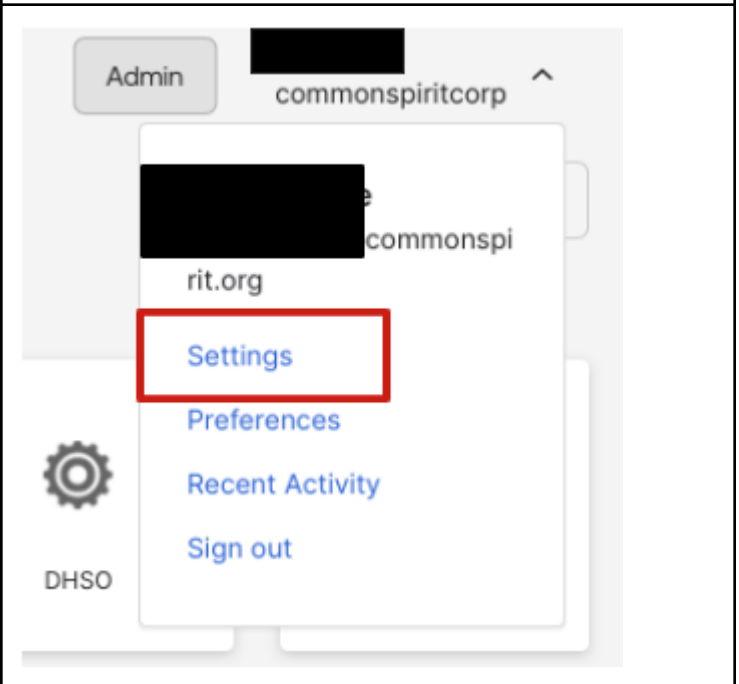 Admin
commonspiritcorp
e
commonspi
rit.org
Settings
Preferences
Recent Activity
Sign out
DHSO